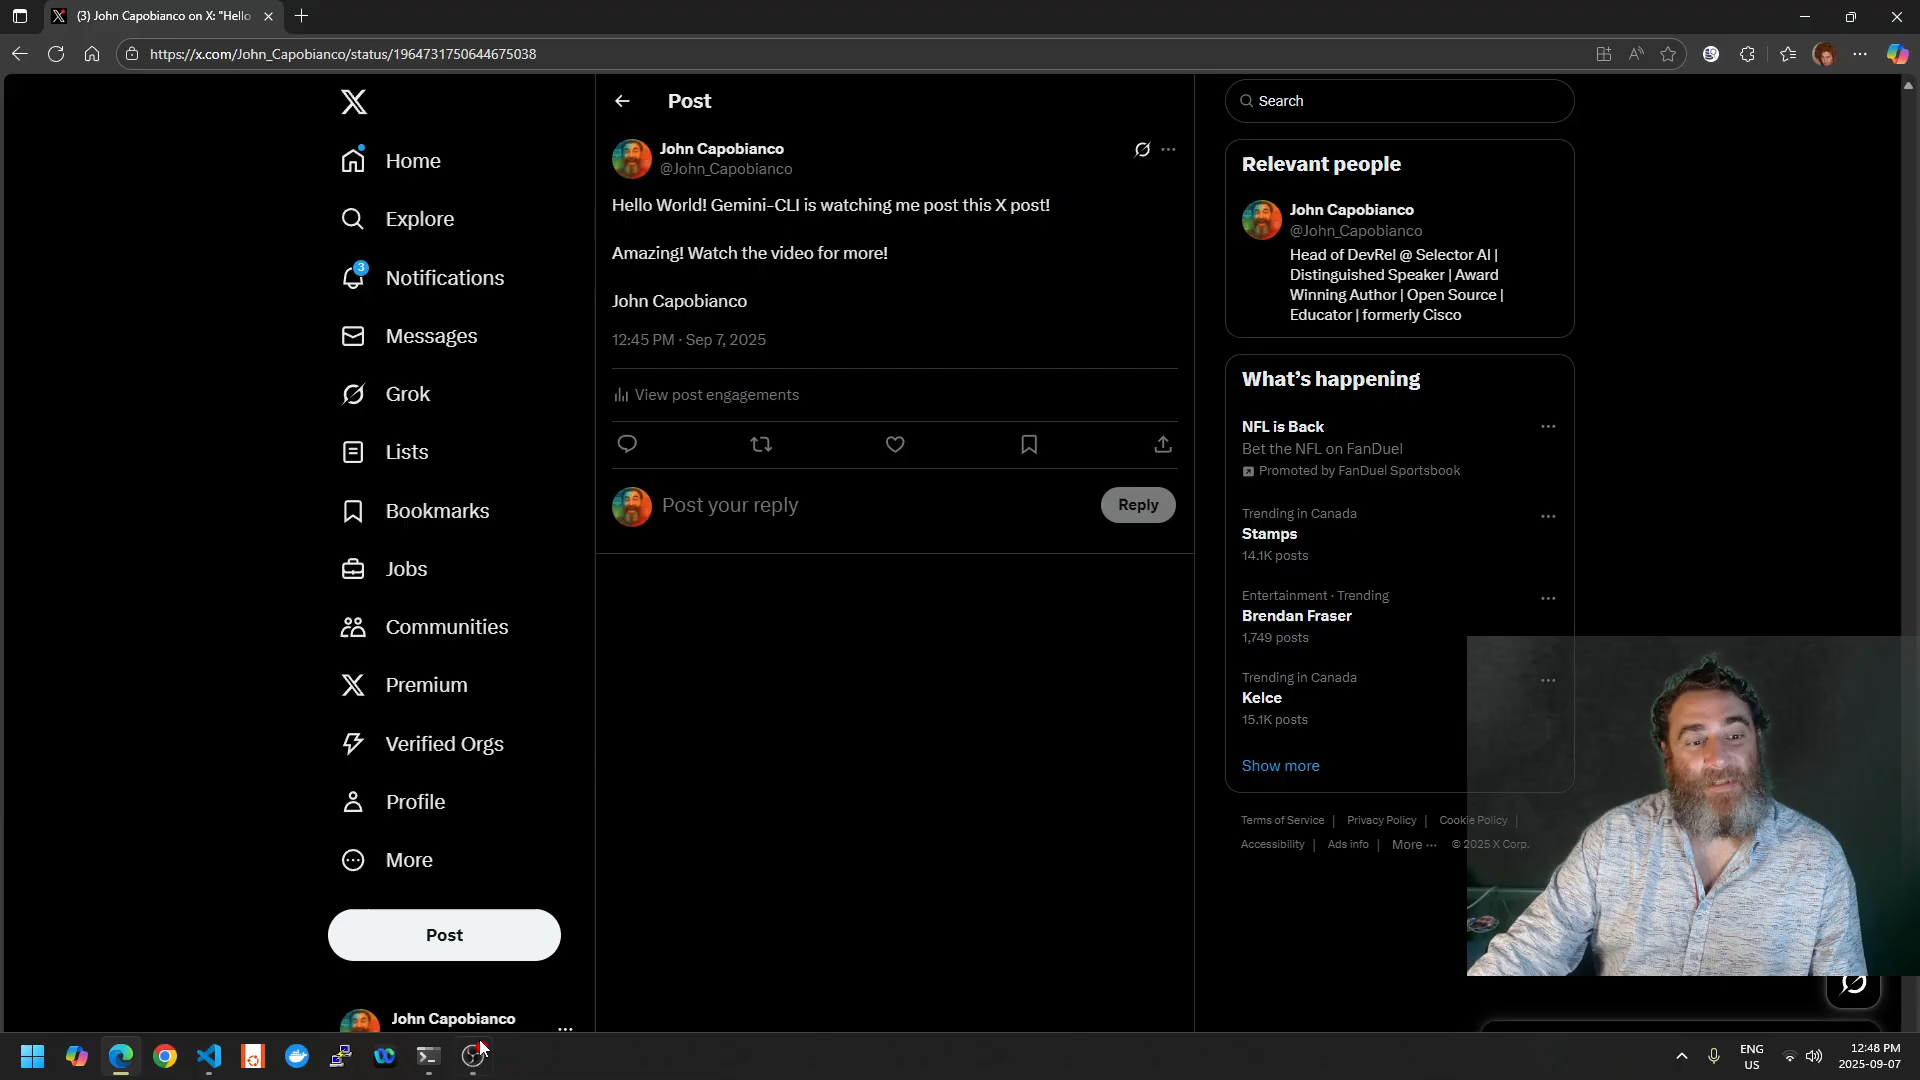 (3) John Capobianco on X: "Hello
https://x.com/John_Capobianco/status/1964731750644675038
Home
Explore
3
Notifications
Messages
Grok
Lists
Bookmarks
Jobs
Communities
Premium
Verified Orgs
Profile
More
Post
John Capobianco
Post
John Capobianco
@John_Capobianco
Hello World! Gemini-CLI is watching me post this X post!
Amazing! Watch the video for more!
John Capobianco
12:45 PM · Sep 7, 2025
View post engagements
Post your reply
Reply
Search
Relevant people
John Capobianco
@John_Capobianco
Head of DevRel @ Selector AI |
Distinguished Speaker | Award
Winning Author | Open Source |
Educator | formerly Cisco
What's happening
NFL is Back
Bet the NFL on FanDuel
Promoted by FanDuel Sportsbook
Trending in Canada
Stamps
14.1K posts
Entertainment · Trending
Brendan Fraser
1,749 posts
Trending in Canada
Kelce
15.1K posts
Show more
Terms of Service | Privacy Policy | Cookie Policy |
Accessibility | Ads info | More ··· © 2025 X Corp.
ENG
US
12:48 PM
2025-09-07